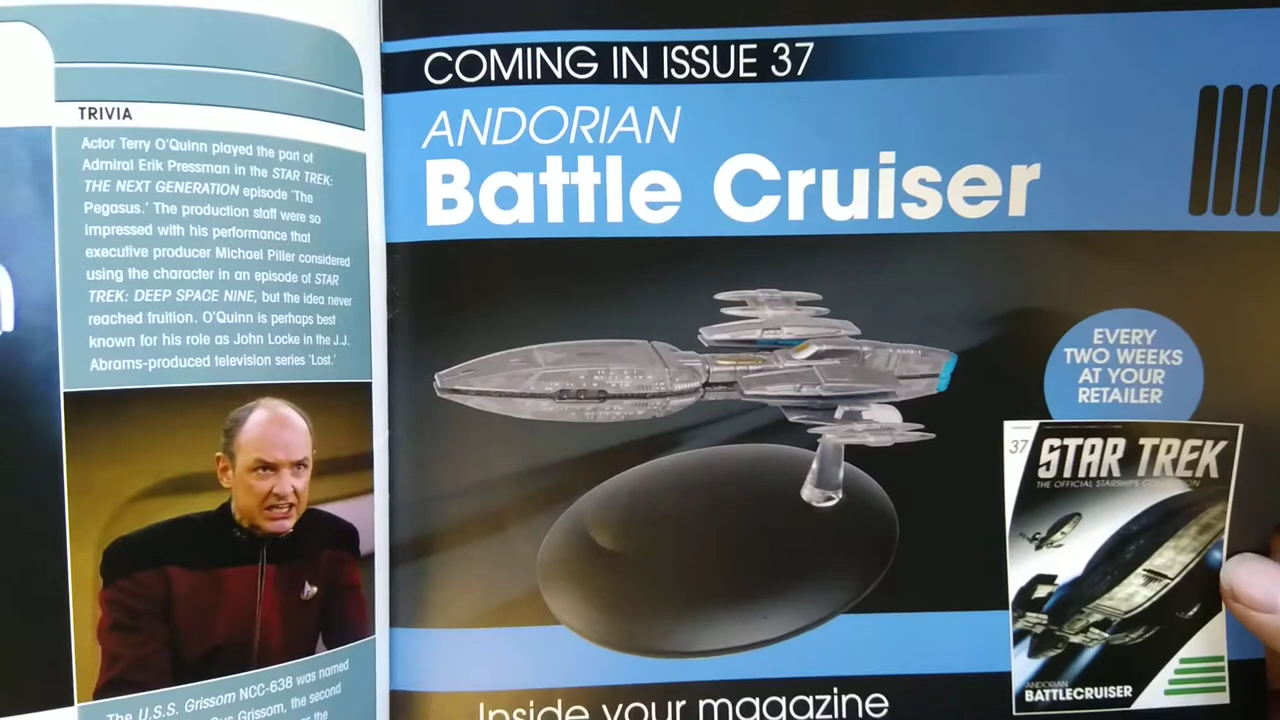 TRIVIA
Actor Terry O'Quinn played the part of
Admiral Erik Pressman in the STAR TREK:
THE NEXT GENERATION episode 'The
Pegasus.' The production staff were so
impressed with his performance that
executive producer Michael Piller considered
using the character in an episode of STAR
TREK: DEEP SPACE NINE, but the idea never
reached fruition. O'Quinn is perhaps best
known for his role as John Locke in the J.J.
Abrams-produced television series 'Lost.'
The U.S.S. Grissom NCC-638 was named
Grissom, the second
the
COMING IN ISSUE 37
ANDORIAN
Battle Cruiser
EVERY
TWO WEEKS
AT YOUR
RETAILER
37
STAR TREK
THE OFFICIAL STARSHIPS COLLECTION
ANDORIAN
BATTLECRUISER
Inside your magazine